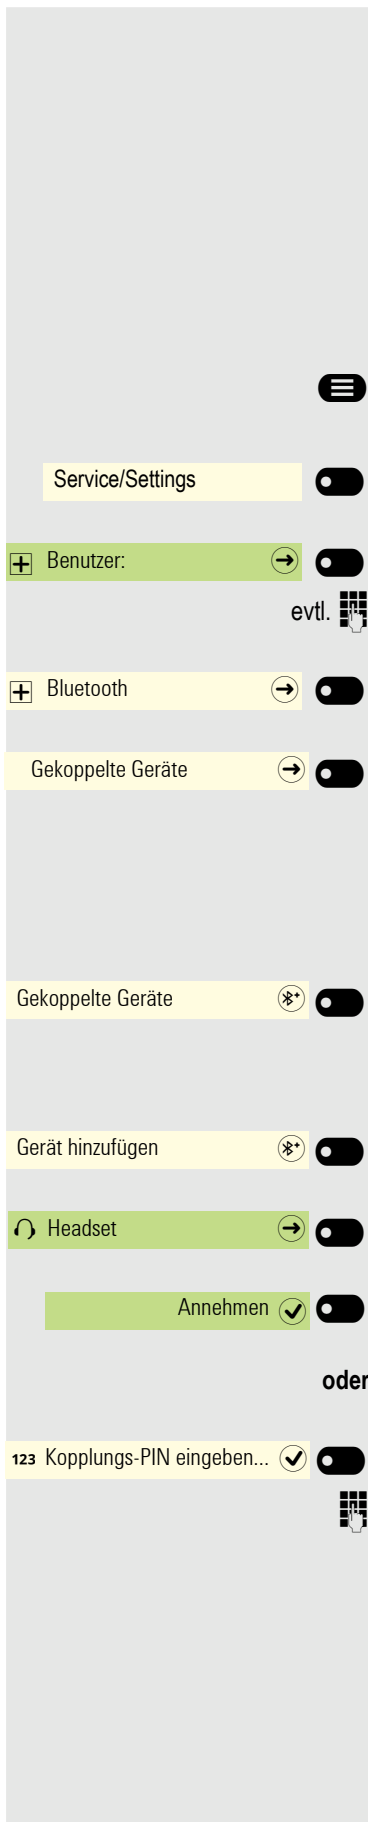 Service/Settings
Benutzer:
evtl.
Bluetooth
Gekoppelte Geräte
Gekoppelte Geräte
Gerät hinzufügen
Headset
Annehmen
oder
123 Kopplungs-PIN eingeben...